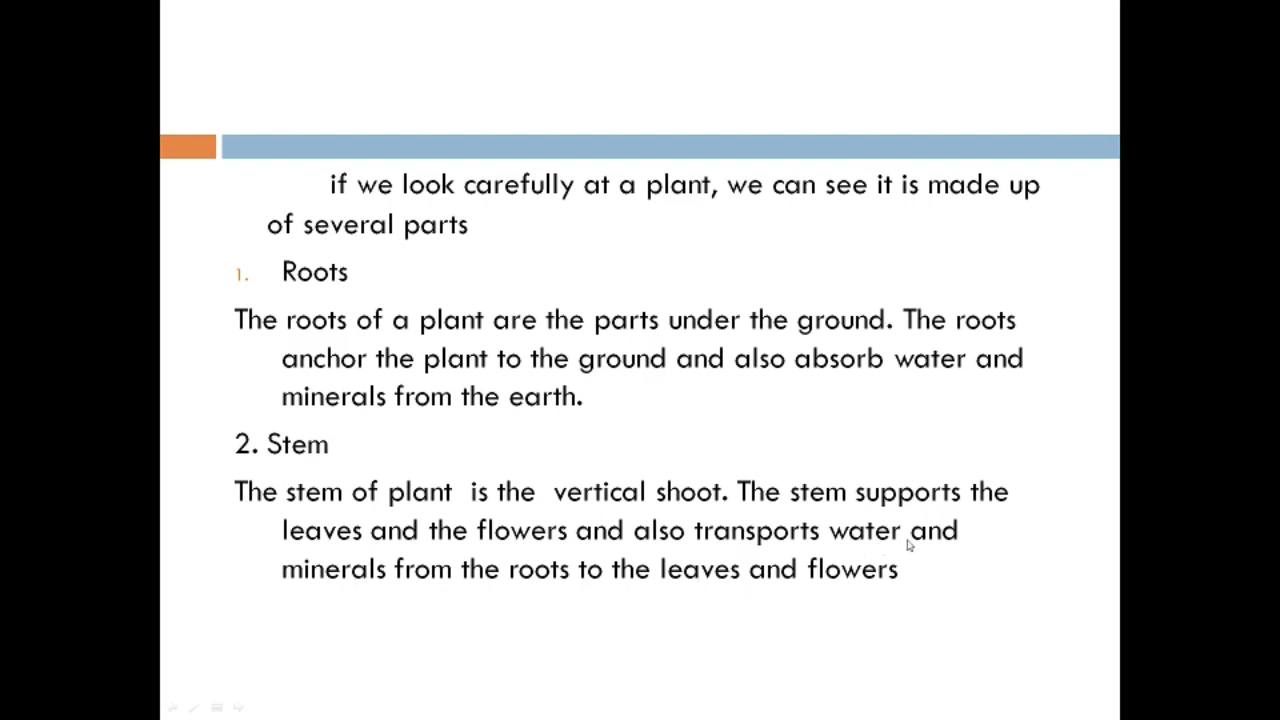 if we look carefully at a plant, we can see it is made up
of several parts
1. Roots
The roots of a plant are the parts under the ground. The roots
anchor the plant to the ground and also absorb water and
minerals from the earth.
2. Stem
The stem of plant is the vertical shoot. The stem supports the
leaves and the flowers and also transports water and
minerals from the roots to the leaves and flowers